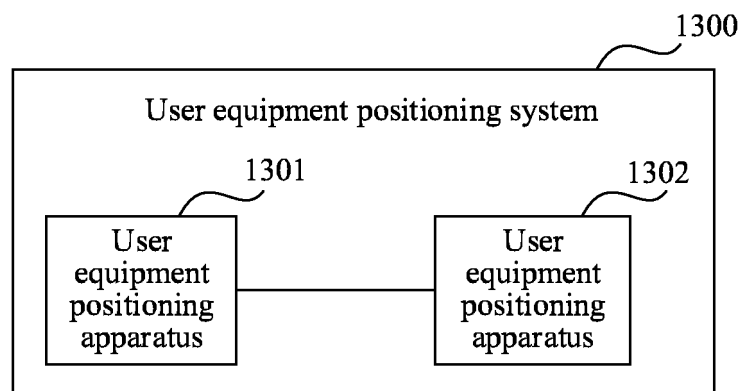 1300
User equipment positioning system
1301
1302
User
equipment
positioning
apparatus
User
equipment
positioning
apparatus